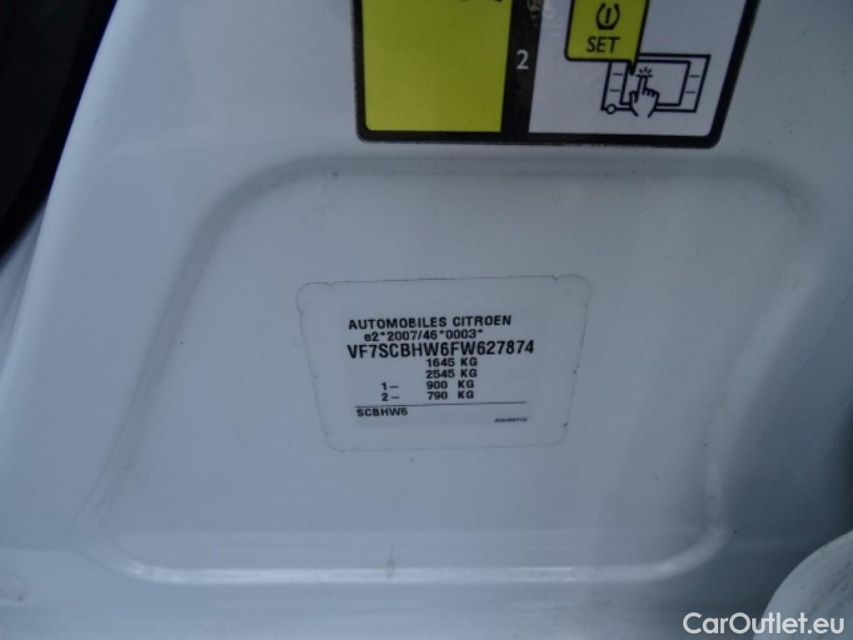 SET
2
AUTOMOBILES CITROEN
e2*2007/46*0003*
VF7SCBHW6FW627874
1645 KG
2545 KG
1- 900 KG
2- 790 KG
SCBHW6
CarOutlet.eu